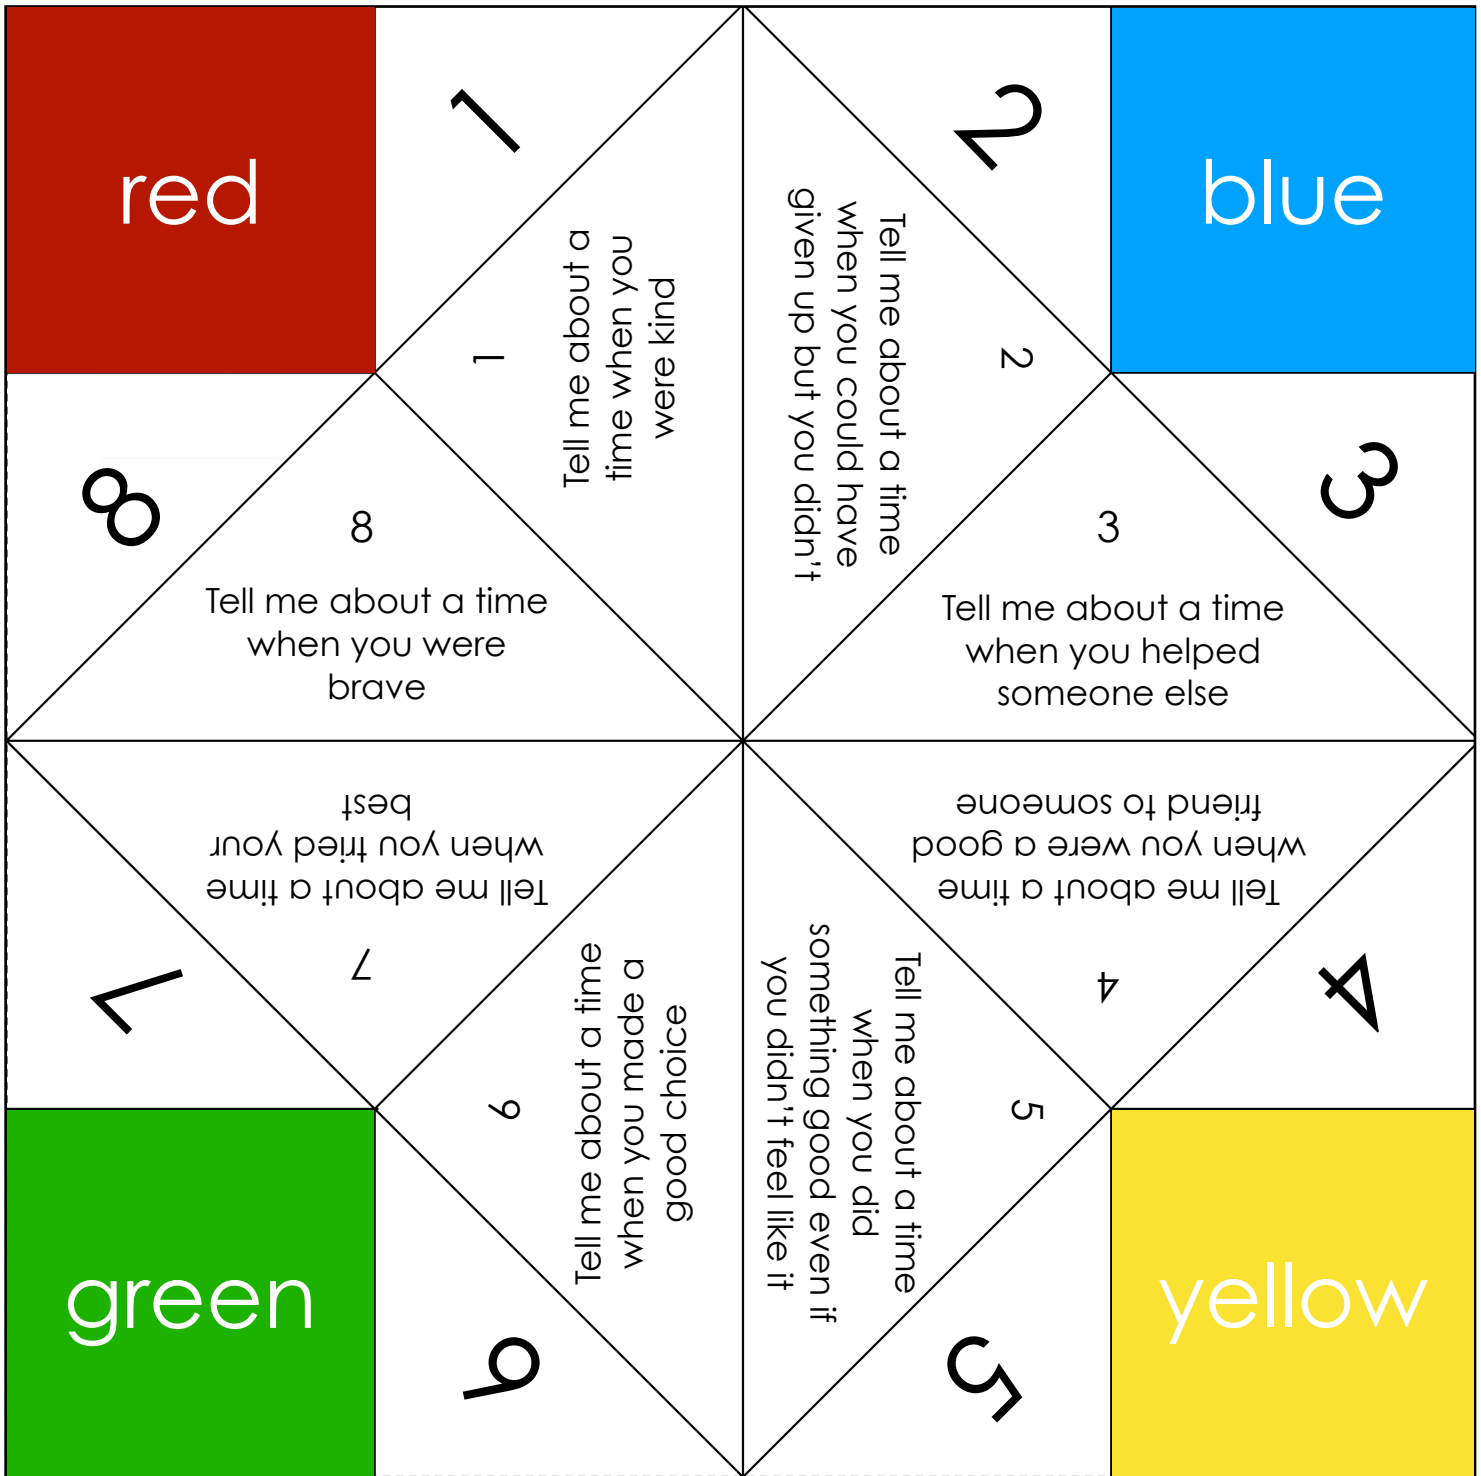 red
1
2
blue
1
Tell me about a
time when you
were kind
Tell me about a time
when you could have
given up but you didn't
2
8
8
Tell me about a time
when you were
brave
3
Tell me about a time
when you helped
someone else
3
7
7
Tell me about a time
when you tried your
best
4
Tell me about a time
when you were a good
friend to someone
4
6
Tell me about a time
when you made a
good choice
Tell me about a time
when you did
something good even if
you didn't feel like it
5
green
6
5
yellow